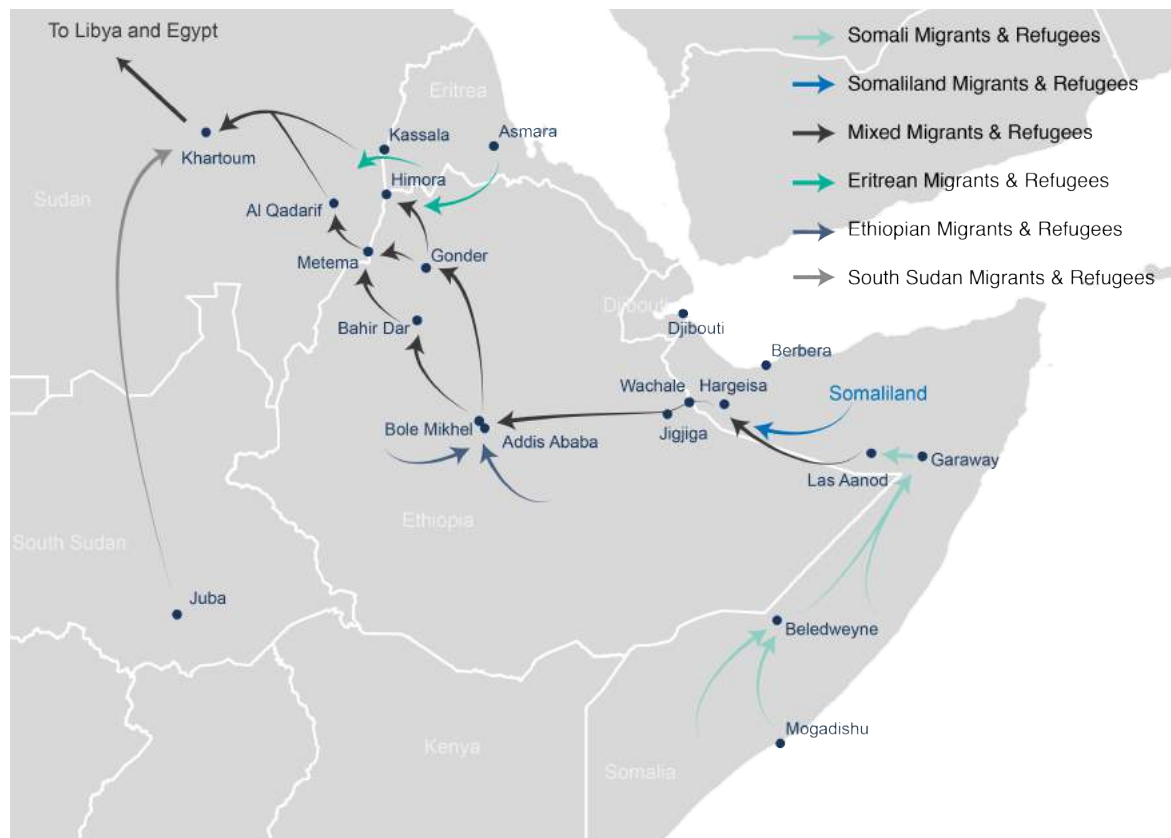 To Libya and Egypt
Somali Migrants & Refugees
Somaliland Migrants & Refugees
Mixed Migrants & Refugees
Eritrean Migrants & Refugees
Ethiopian Migrants & Refugees
South Sudan Migrants & Refugees
Eritrea
Kassala
Asmara
Khartoum
Himora
Sudan
Al Qadarif
Metema
Gonder
Djibouti
Djibouti
Bahir Dar
Berbera
Wachale
Hargeisa
Somaliland
Bole Mikhel
Addis Ababa
Jigjiga
Garaway
Las Aanod
Ethiopia
South Sudan
Juba
Beledweyne
Mogadishu
Kenya
Somalia